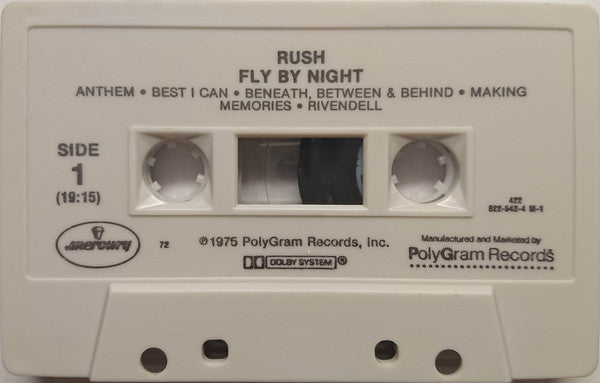 RUSH
FLY BY NIGHT
ANTHEM • BEST I CAN • BENEATH, BETWEEN & BEHIND • MAKING
MEMORIES • RIVENDELL
SIDE
1
(19:15)
422
822-542-4 M-1
mercury
72
℗1975 PolyGram Records, Inc.
DOLBY SYSTEM®
Manufactured and Marketed by
PolyGram Records